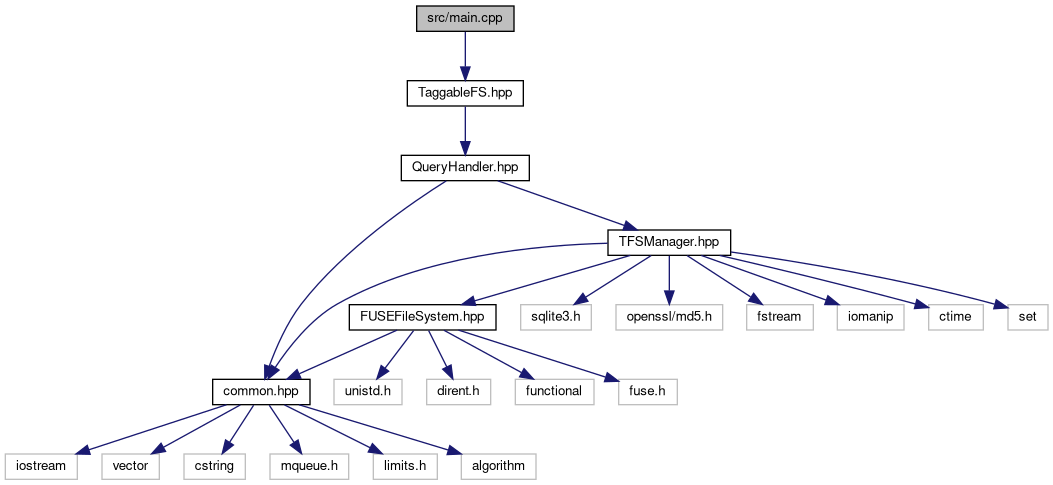 src/main.cpp
TaggableFS.hpp
QueryHandler.hpp
TFSManager.hpp
FUSEFileSystem.hpp
sqlite3.h
openssl/md5.h
fstream
iomanip
ctime
set
common.hpp
unistd.h
dirent.h
functional
fuse.h
iostream
vector
cstring
mqueue.h
limits.h
algorithm